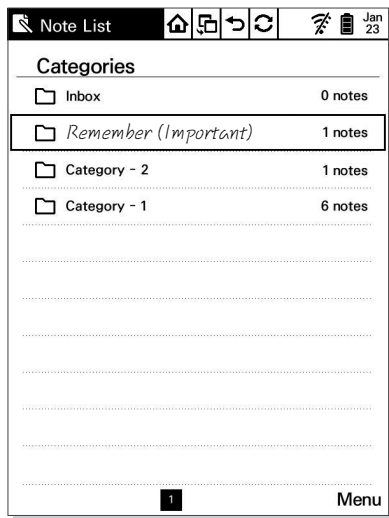 Note List
Jan
23
Categories
Inbox 0 notes
Remember (Important) 1 notes
Category - 2 1 notes
Category - 1 6 notes
1 Menu